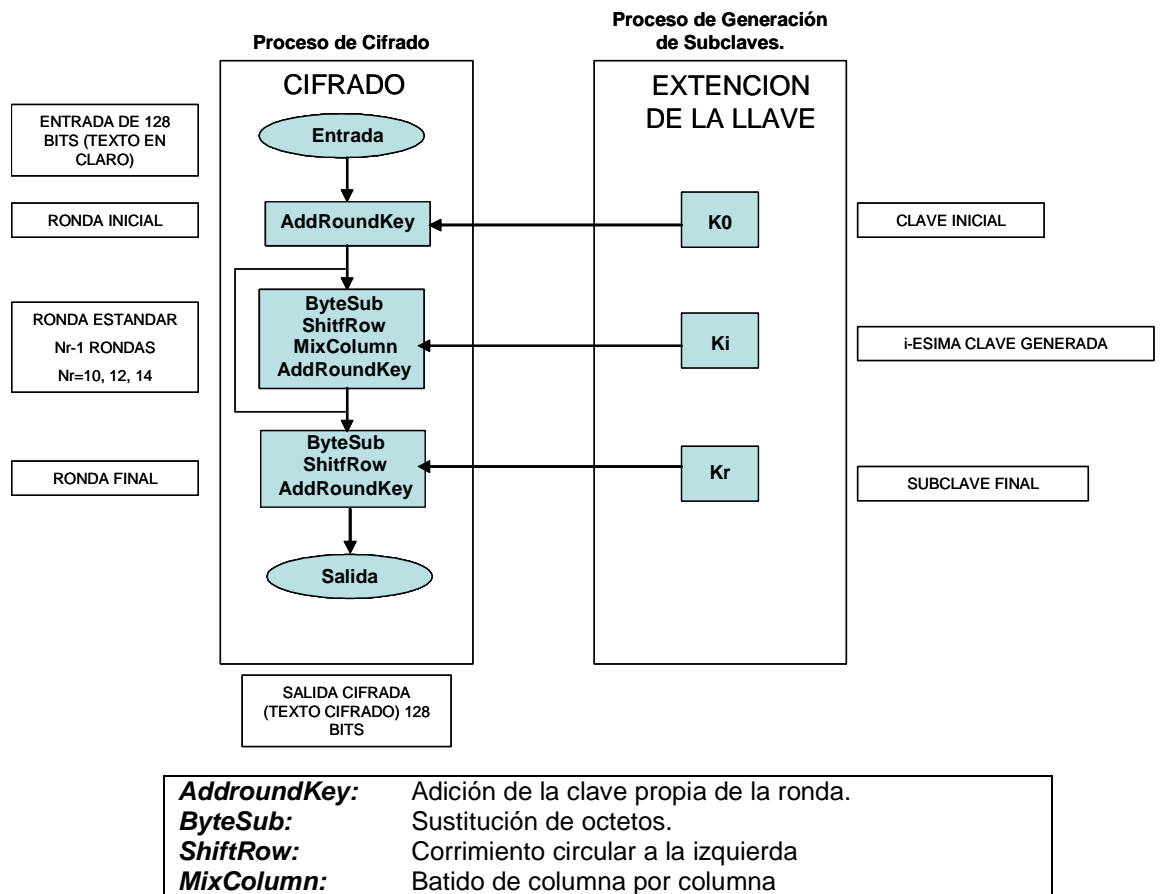 Proceso de Cifrado
Proceso de Generación
de Subclaves.
CIFRADO
EXTENCION
DE LA LLAVE
ENTRADA DE 128
BITS (TEXTO EN
CLARO)
Entrada
RONDA INICIAL
AddRoundKey
K0
CLAVE INICIAL
RONDA ESTANDAR
Nr-1 RONDAS
Nr=10, 12, 14
ByteSub
ShitfRow
MixColumn
AddRoundKey
Ki
i-ESIMA CLAVE GENERADA
RONDA FINAL
ByteSub
ShitfRow
AddRoundKey
Kr
SUBCLAVE FINAL
Salida
SALIDA CIFRADA
(TEXTO CIFRADO) 128
BITS
AddroundKey: Adición de la clave propia de la ronda.
ByteSub: Sustitución de octetos.
ShiftRow: Corrimiento circular a la izquierda
MixColumn: Batido de columna por columna